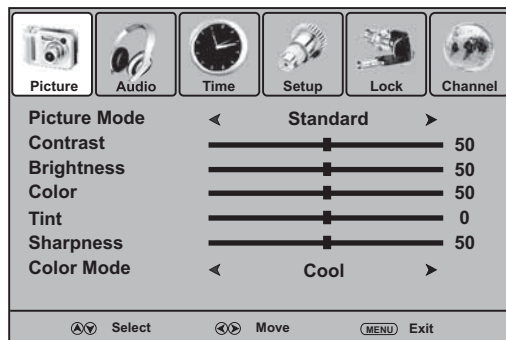 Picture Audio Time Setup Lock Channel
Picture Mode Standard
Contrast 50
Brightness 50
Color 50
Tint 0
Sharpness 50
Color Mode Cool
Select Move MENU Exit